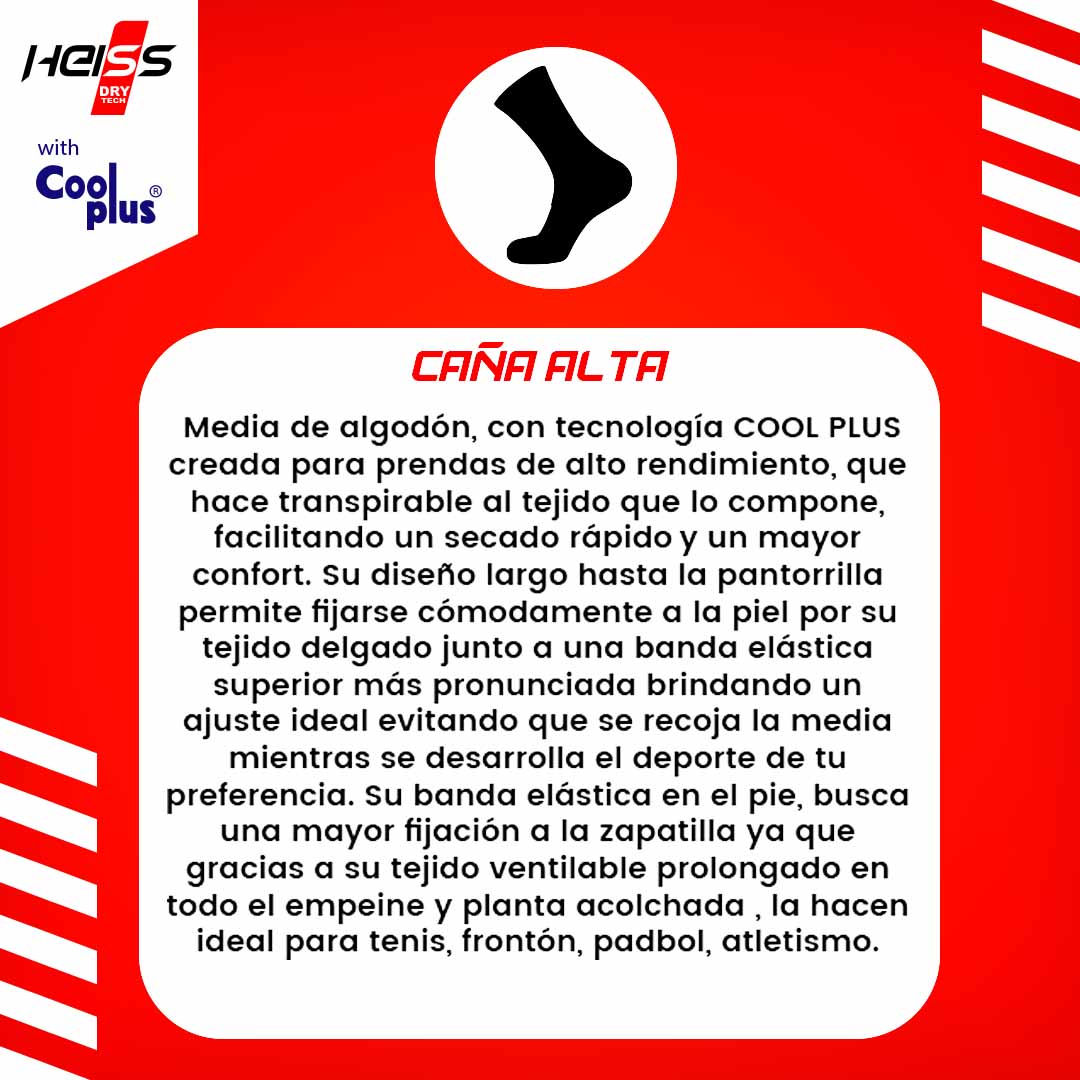 HEISS
DRY
TECH
with
Cool
plus®
CAÑA ALTA
Media de algodón, con tecnología COOL PLUS
creada para prendas de alto rendimiento, que
hace transpirable al tejido que lo compone,
facilitando un secado rápido y un mayor
confort. Su diseño largo hasta la pantorrilla
permite fijarse cómodamente a la piel por su
tejido delgado junto a una banda elástica
superior más pronunciada brindando un
ajuste ideal evitando que se recoja la media
mientras se desarrolla el deporte de tu
preferencia. Su banda elástica en el pie, busca
una mayor fijación a la zapatilla ya que
gracias a su tejido ventilable prolongado en
todo el empeine y planta acolchada , la hacen
ideal para tenis, frontón, padbol, atletismo.